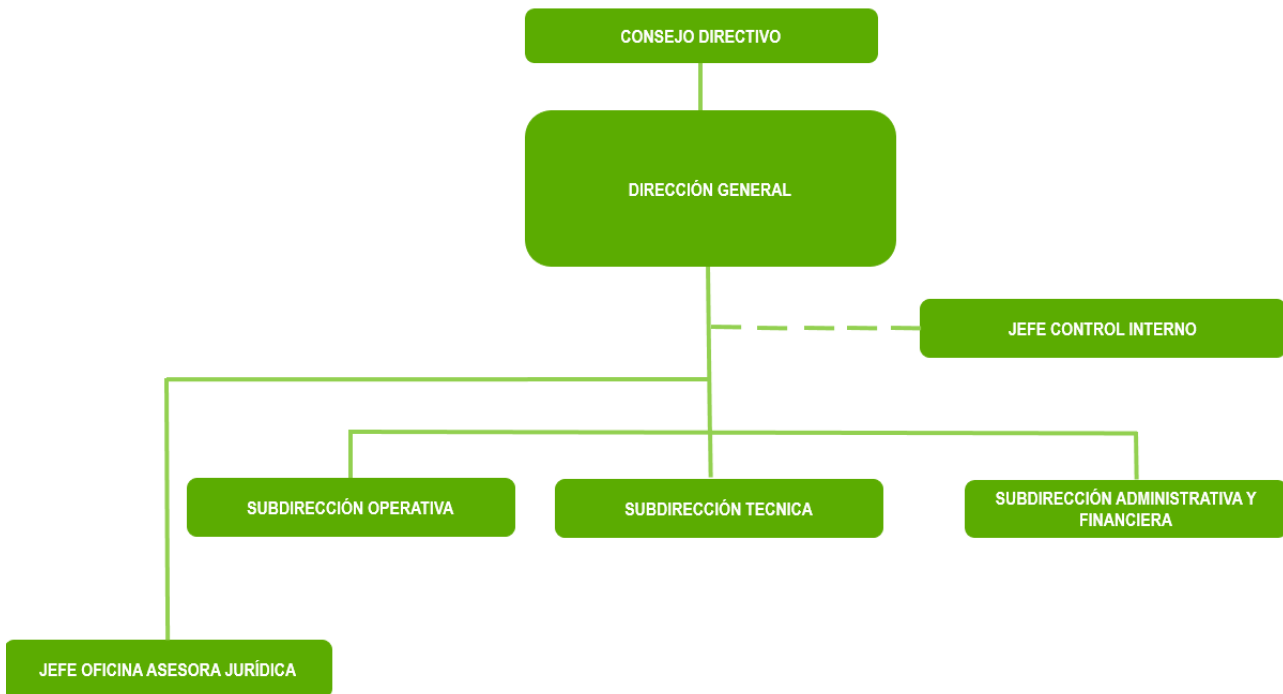 CONSEJO DIRECTIVO
DIRECCIÓN GENERAL
JEFE CONTROL INTERNO
SUBDIRECCIÓN OPERATIVA
SUBDIRECCIÓN TECNICA
SUBDIRECCIÓN ADMINISTRATIVA Y
FINANCIERA
JEFE OFICINA ASESORA JURÍDICA